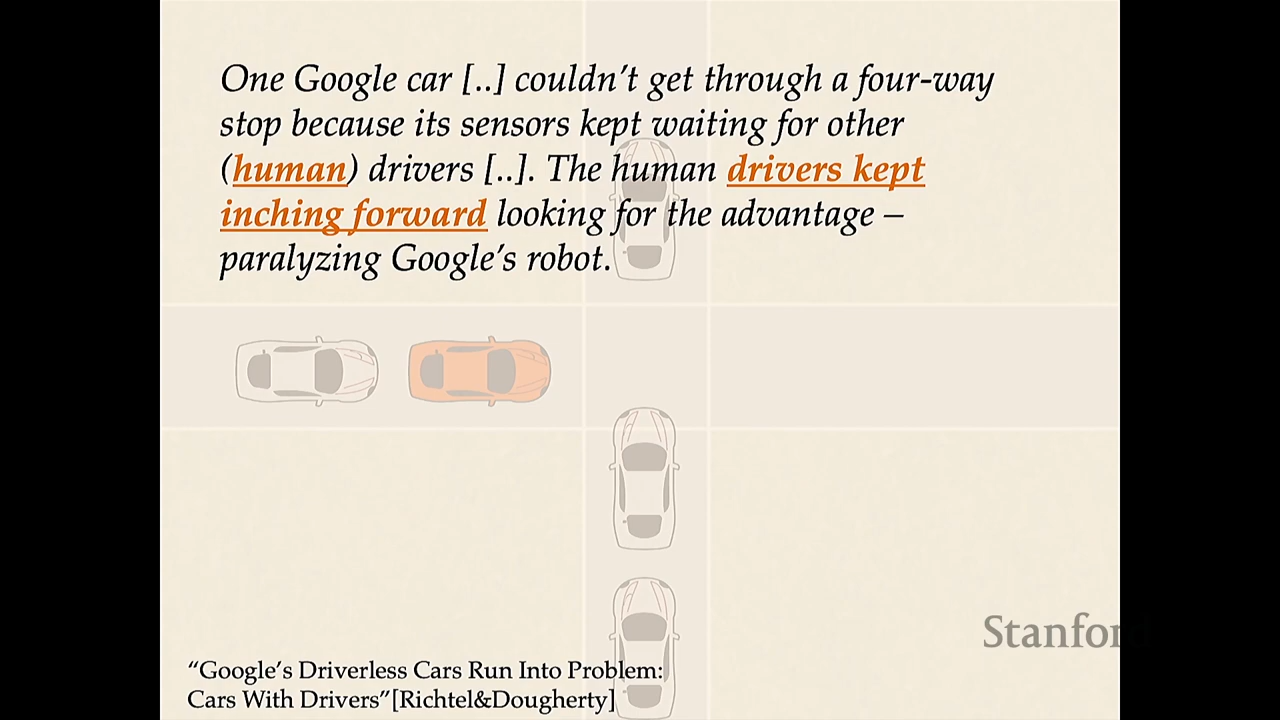 One Google car [..] couldn't get through a four-way
stop because its sensors kept waiting for other
(human) drivers [..]. The human drivers kept
inching forward looking for the advantage –
paralyzing Google's robot.
Stanford
“Google's Driverless Cars Run Into Problem:
Cars With Drivers”[Richtel&Dougherty]